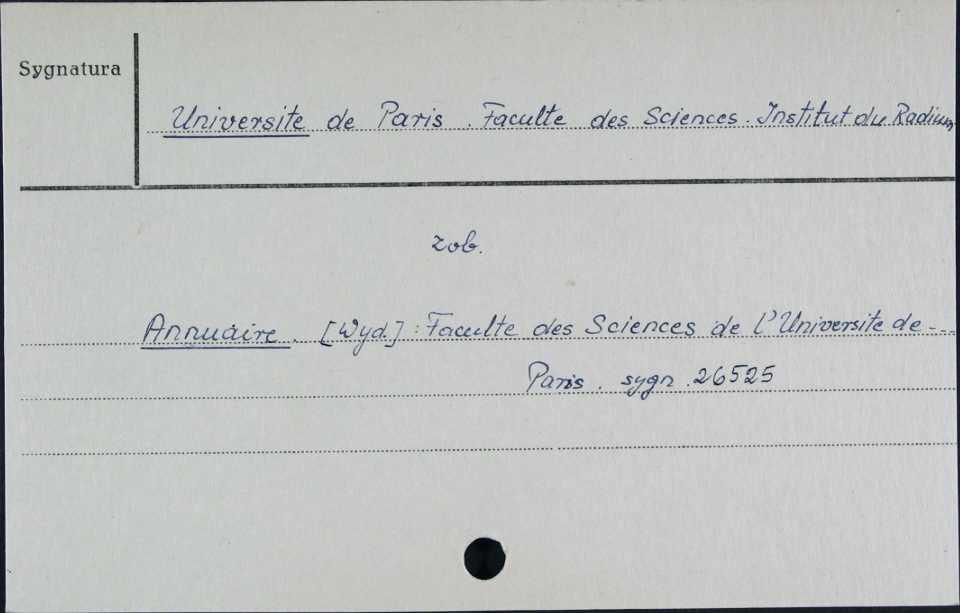 Sygnatura
Universite de Paris. Faculte des Sciences. Institut du Radium
zob.
Annuaire. [Wyd.]: Faculte des Sciences de l'Universite de
Paris. sygn. 26525